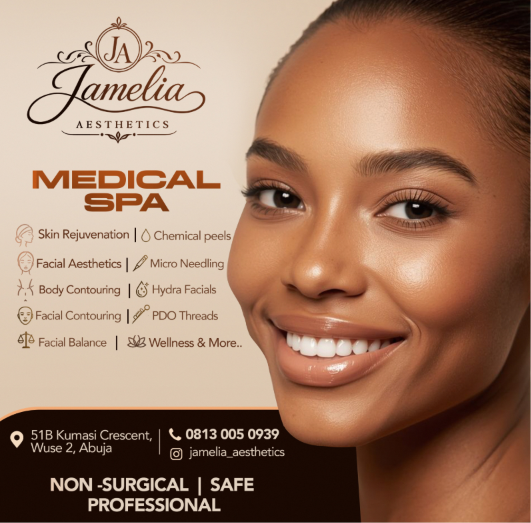 JA
Jamelia
AESTHETICS
MEDICAL
SPA
Skin Rejuvenation | Chemical peels
Facial Aesthetics | Micro Needling
Body Contouring | Hydra Facials
Facial Contouring | PDO Threads
Facial Balance | Wellness & More..
51B Kumasi Crescent,
Wuse 2, Abuja
0813 005 0939
jamelia_aesthetics
NON -SURGICAL | SAFE
PROFESSIONAL